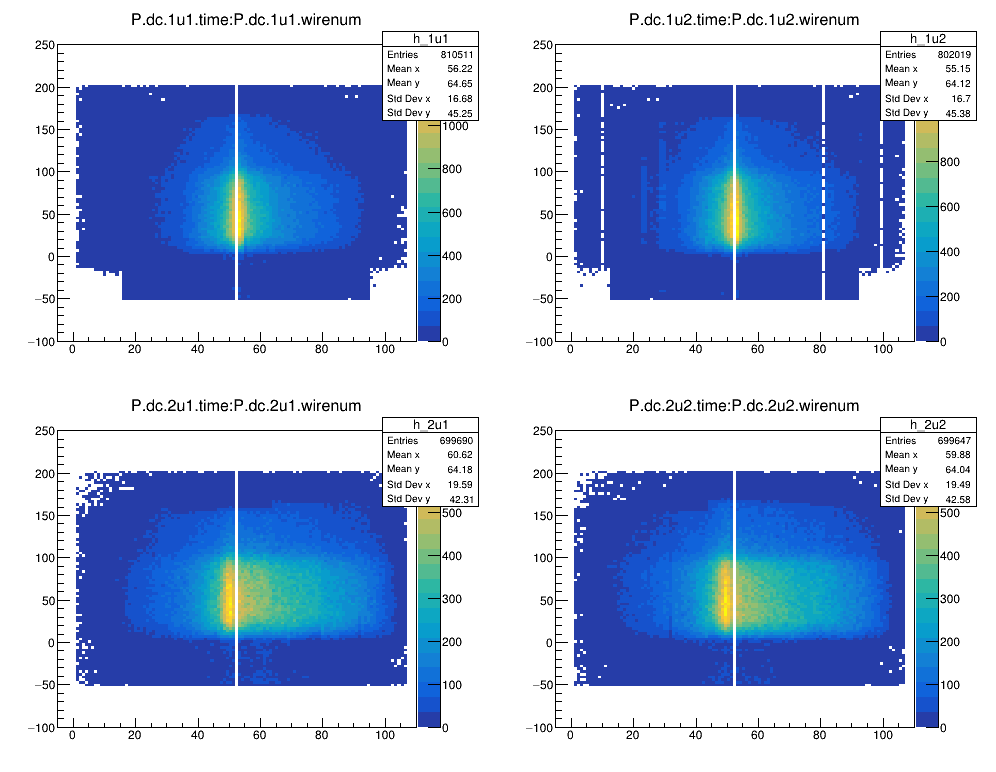 P.dc.1u1.time:P.dc.1u1.wirenum
h_1u1
Entries 810511
Mean x 56.22
Mean y 64.65
Std Dev x 16.68
Std Dev y 45.25
250
200
150
100
50
0
−50
−100
0 20 40 60 80 100
1000
800
600
400
200
0
P.dc.1u2.time:P.dc.1u2.wirenum
h_1u2
Entries 802019
Mean x 55.15
Mean y 64.12
Std Dev x 16.7
Std Dev y 45.38
250
200
150
100
50
0
−50
−100
0 20 40 60 80 100
800
600
400
200
0
P.dc.2u1.time:P.dc.2u1.wirenum
h_2u1
Entries 699690
Mean x 60.62
Mean y 64.18
Std Dev x 19.59
Std Dev y 42.31
250
200
150
100
50
0
−50
−100
0 20 40 60 80 100
500
400
300
200
100
0
P.dc.2u2.time:P.dc.2u2.wirenum
h_2u2
Entries 699647
Mean x 59.88
Mean y 64.04
Std Dev x 19.49
Std Dev y 42.58
250
200
150
100
50
0
−50
−100
0 20 40 60 80 100
500
400
300
200
100
0